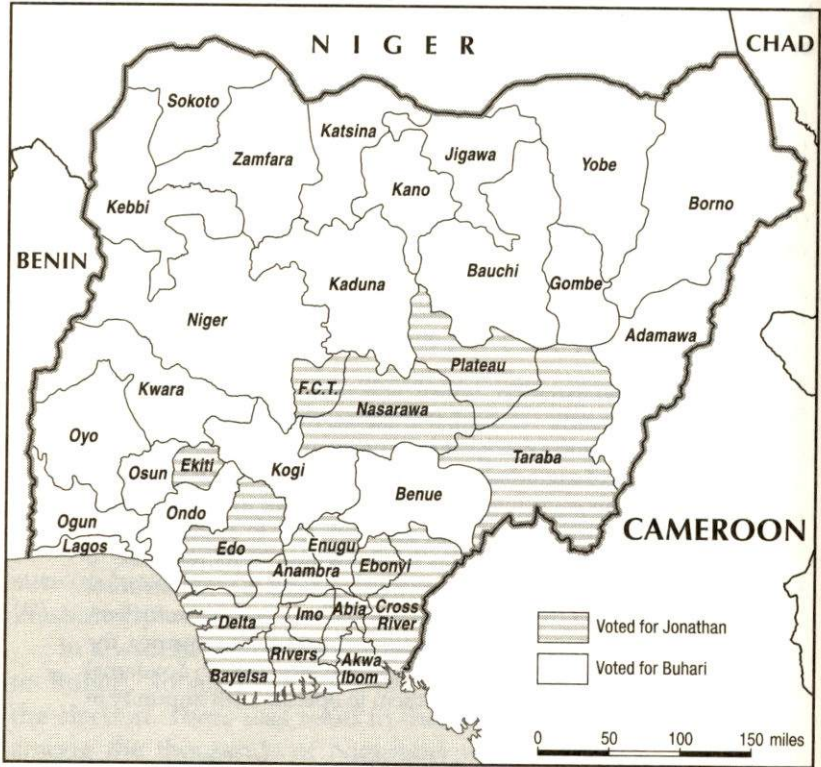 NIGER
CHAD
Sokoto
Katsina
Zamfara
Jigawa
Yobe
Kano
Borno
Kebbi
BENIN
Kaduna
Bauchi
Gombe
Niger
Adamawa
Plateau
F.C.T.
Nasarawa
Kwara
Oyo
Taraba
Osun
Ekiti
Kogi
Benue
Ondo
Ogun
CAMEROON
Lagos
Edo
Enugu
Ebonyi
Anambra
Delta
Imo
Abia
Cross
River
Voted for Jonathan
Rivers
Akwa
Ibom
Bayelsa
Voted for Buhari
0 50 100 150 miles